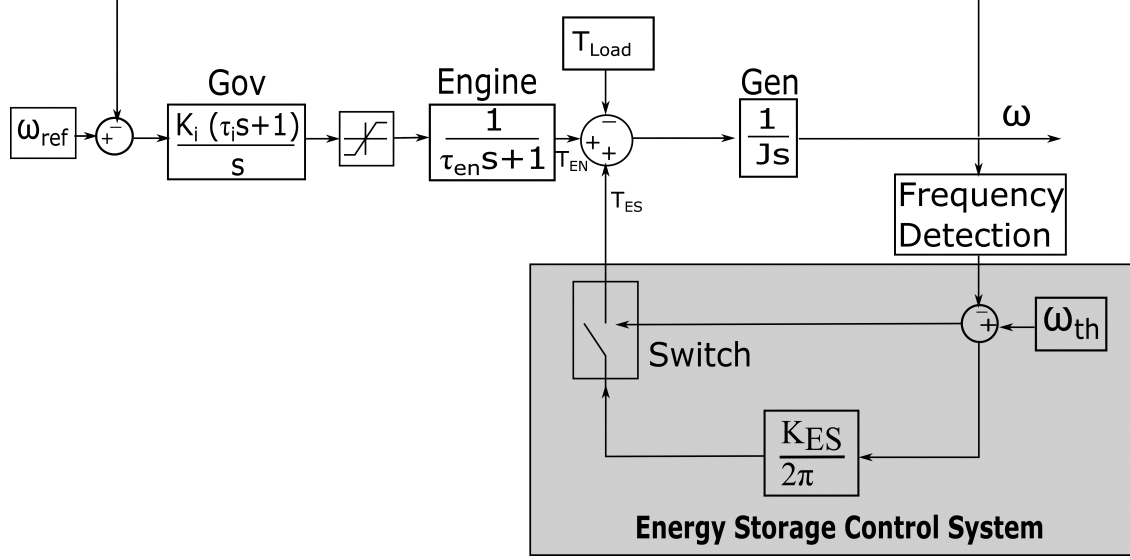 T_Load
Gov
Engine
Gen
ω_ref
−
+
K_i (τ_i s+1)
s
1
τ_en s+1
T_EN
−
+
+
1
Js
ω
T_ES
Frequency
Detection
−
+
ω_th
Switch
K_ES
2π
Energy Storage Control System